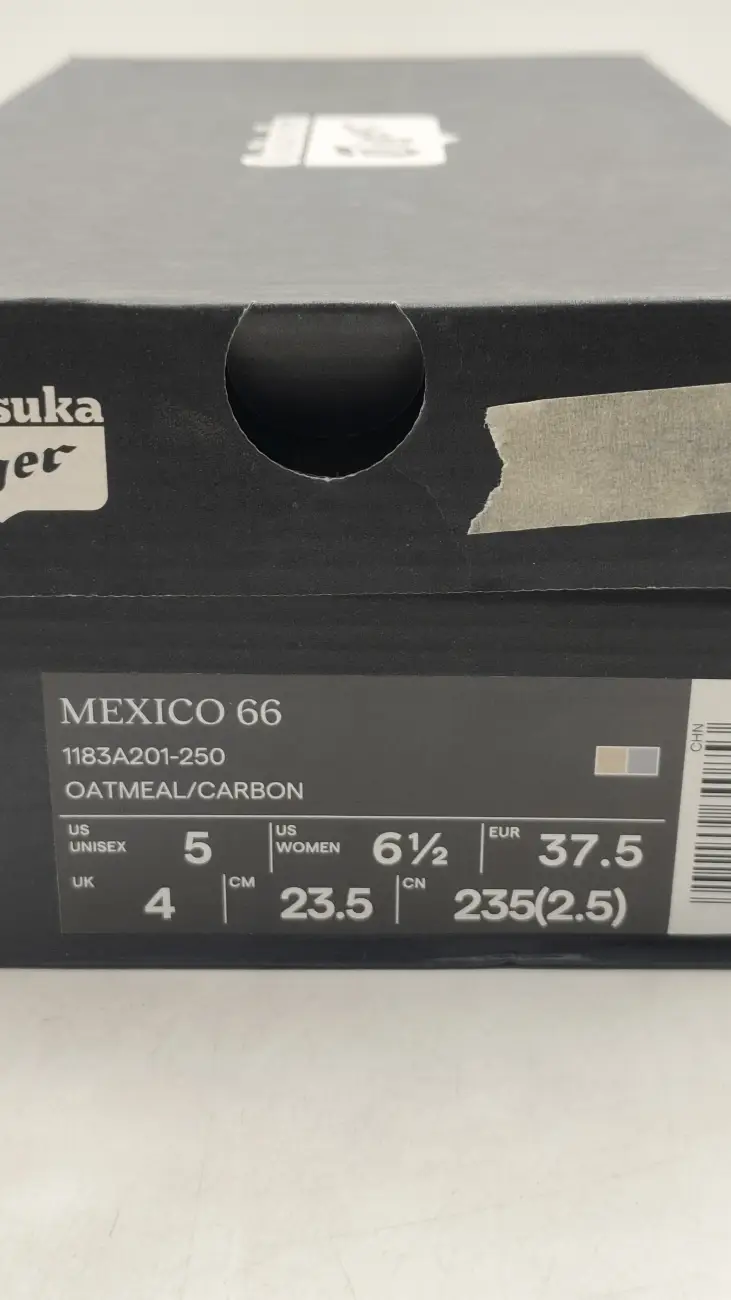 suka
ger
MEXICO 66
1183A201-250
OATMEAL/CARBON
US UNISEX 5 US WOMEN 6½ EUR 37.5
UK 4 CM 23.5 CN 235(2.5)
CHN